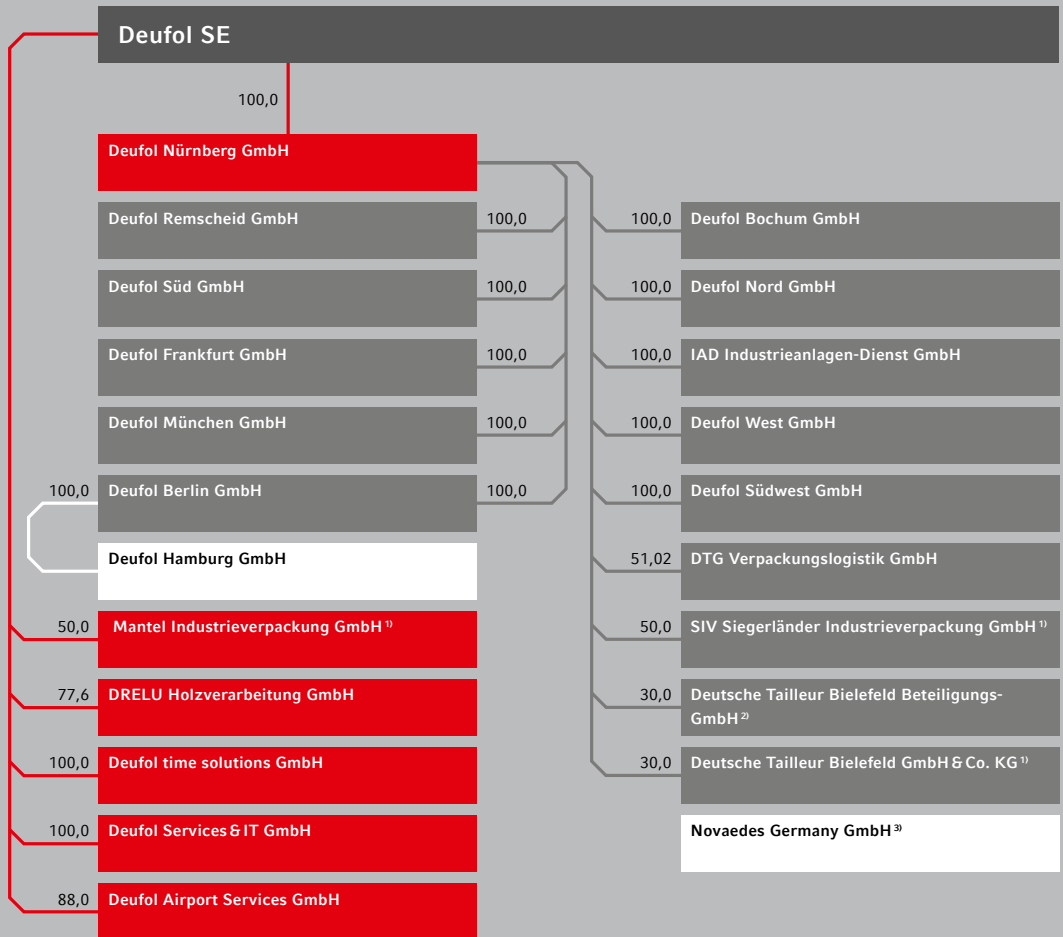 Deufol SE
100,0
Deufol Nürnberg GmbH
Deufol Remscheid GmbH
100,0
100,0
Deufol Bochum GmbH
Deufol Süd GmbH
100,0
100,0
Deufol Nord GmbH
Deufol Frankfurt GmbH
100,0
100,0
IAD Industrieanlagen-Dienst GmbH
Deufol München GmbH
100,0
100,0
Deufol West GmbH
100,0
Deufol Berlin GmbH
100,0
100,0
Deufol Südwest GmbH
Deufol Hamburg GmbH
51,02
DTG Verpackungslogistik GmbH
50,0
Mantel Industrieverpackung GmbH 1)
50,0
SIV Siegerländer Industrieverpackung GmbH 1)
77,6
DRELU Holzverarbeitung GmbH
30,0
Deutsche Tailleur Bielefeld Beteiligungs-
GmbH 2)
100,0
Deufol time solutions GmbH
30,0
Deutsche Tailleur Bielefeld GmbH & Co. KG 1)
100,0
Deufol Services & IT GmbH
Novaedes Germany GmbH 3)
88,0
Deufol Airport Services GmbH